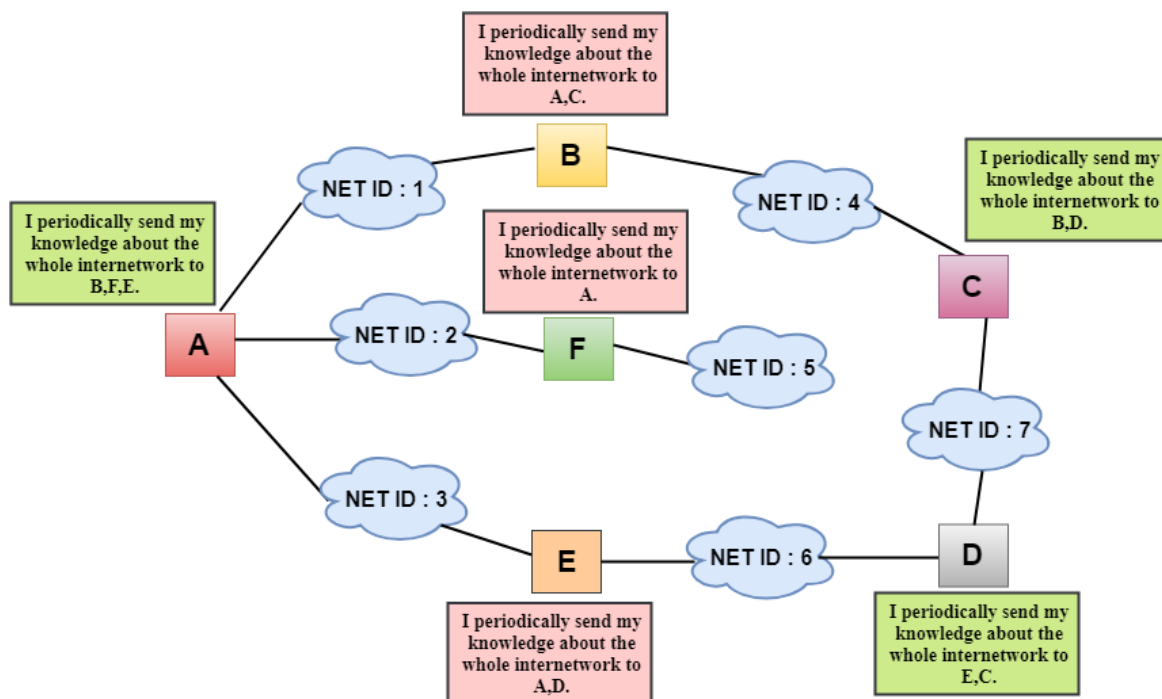 I periodically send my
knowledge about the
whole internetwork to
A,C.
B
NET ID : 1
NET ID : 4
I periodically send my
knowledge about the
whole internetwork to
B,D.
I periodically send my
knowledge about the
whole internetwork to
B,F,E.
I periodically send my
knowledge about the
whole internetwork to
A.
C
A
NET ID : 2
F
NET ID : 5
NET ID : 7
NET ID : 3
E
NET ID : 6
D
I periodically send my
knowledge about the
whole internetwork to
A,D.
I periodically send my
knowledge about the
whole internetwork to
E,C.